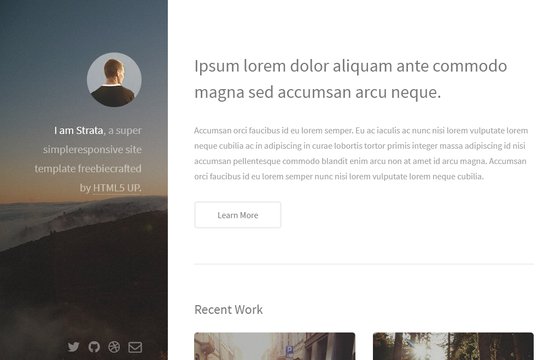 I am Strata, a super
simpleresponsive site
template freebiecrafted
by HTML5 UP.
Ipsum lorem dolor aliquam ante commodo
magna sed accumsan arcu neque.
Accumsan orci faucibus id eu lorem semper. Eu ac iaculis ac nunc nisi lorem vulputate lorem
neque cubilia ac in adipiscing in curae lobortis tortor primis integer massa adipiscing id nisi
accumsan pellentesque commodo blandit enim arcu non at amet id arcu magna. Accumsan
orci faucibus id eu lorem semper nunc nisi lorem vulputate lorem neque cubilia.
Learn More
Recent Work